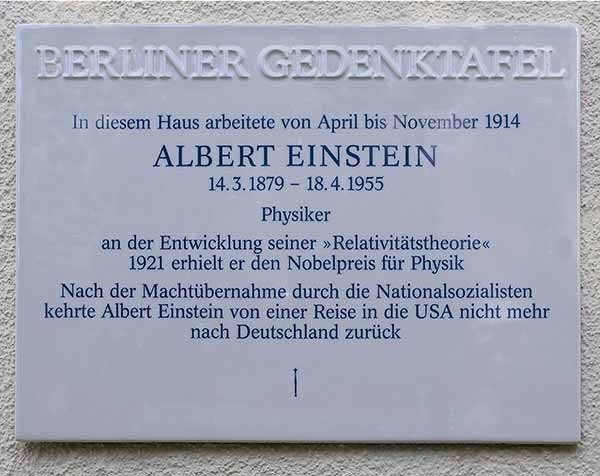 BERLINER GEDENKTAFEL
In diesem Haus arbeitete von April bis November 1914
ALBERT EINSTEIN
14.3.1879 – 18.4.1955
Physiker
an der Entwicklung seiner »Relativitätstheorie«
1921 erhielt er den Nobelpreis für Physik
Nach der Machtübernahme durch die Nationalsozialisten
kehrte Albert Einstein von einer Reise in die USA nicht mehr
nach Deutschland zurück